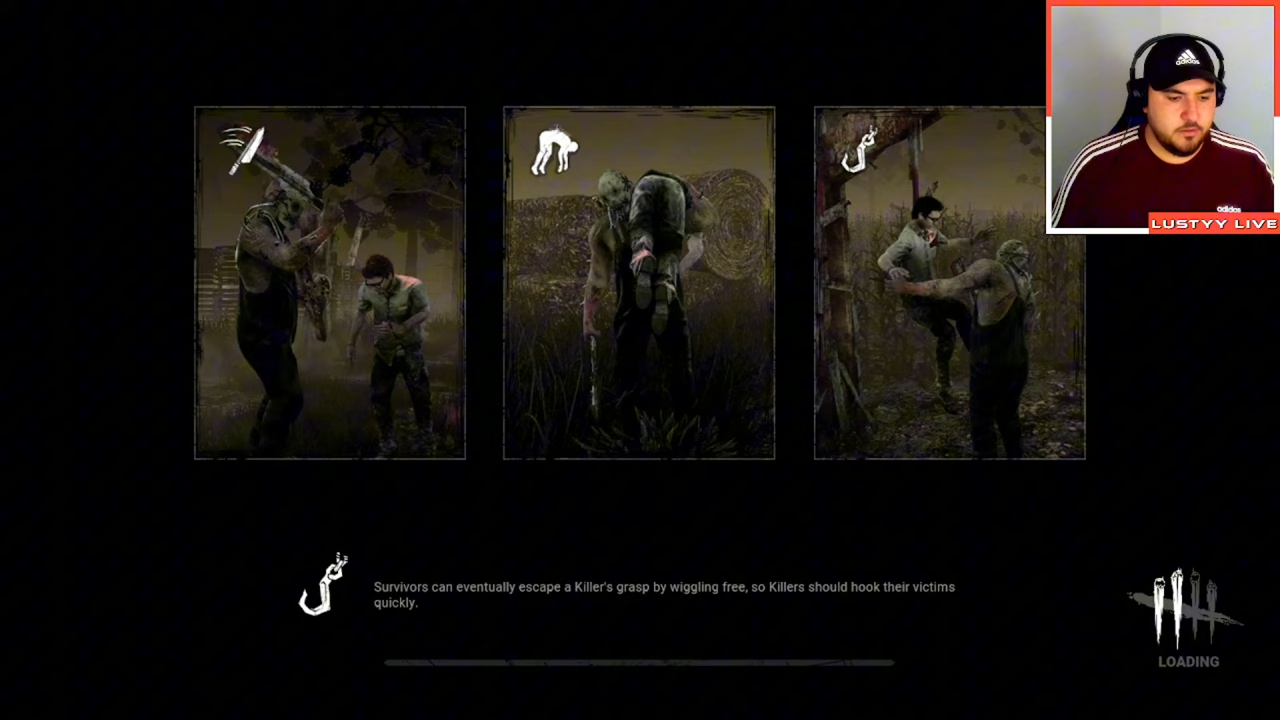 adidas
adidas
LUSTYY LIVE
Survivors can eventually escape a Killer's grasp by wiggling free, so Killers should hook their victims
quickly.
LOADING